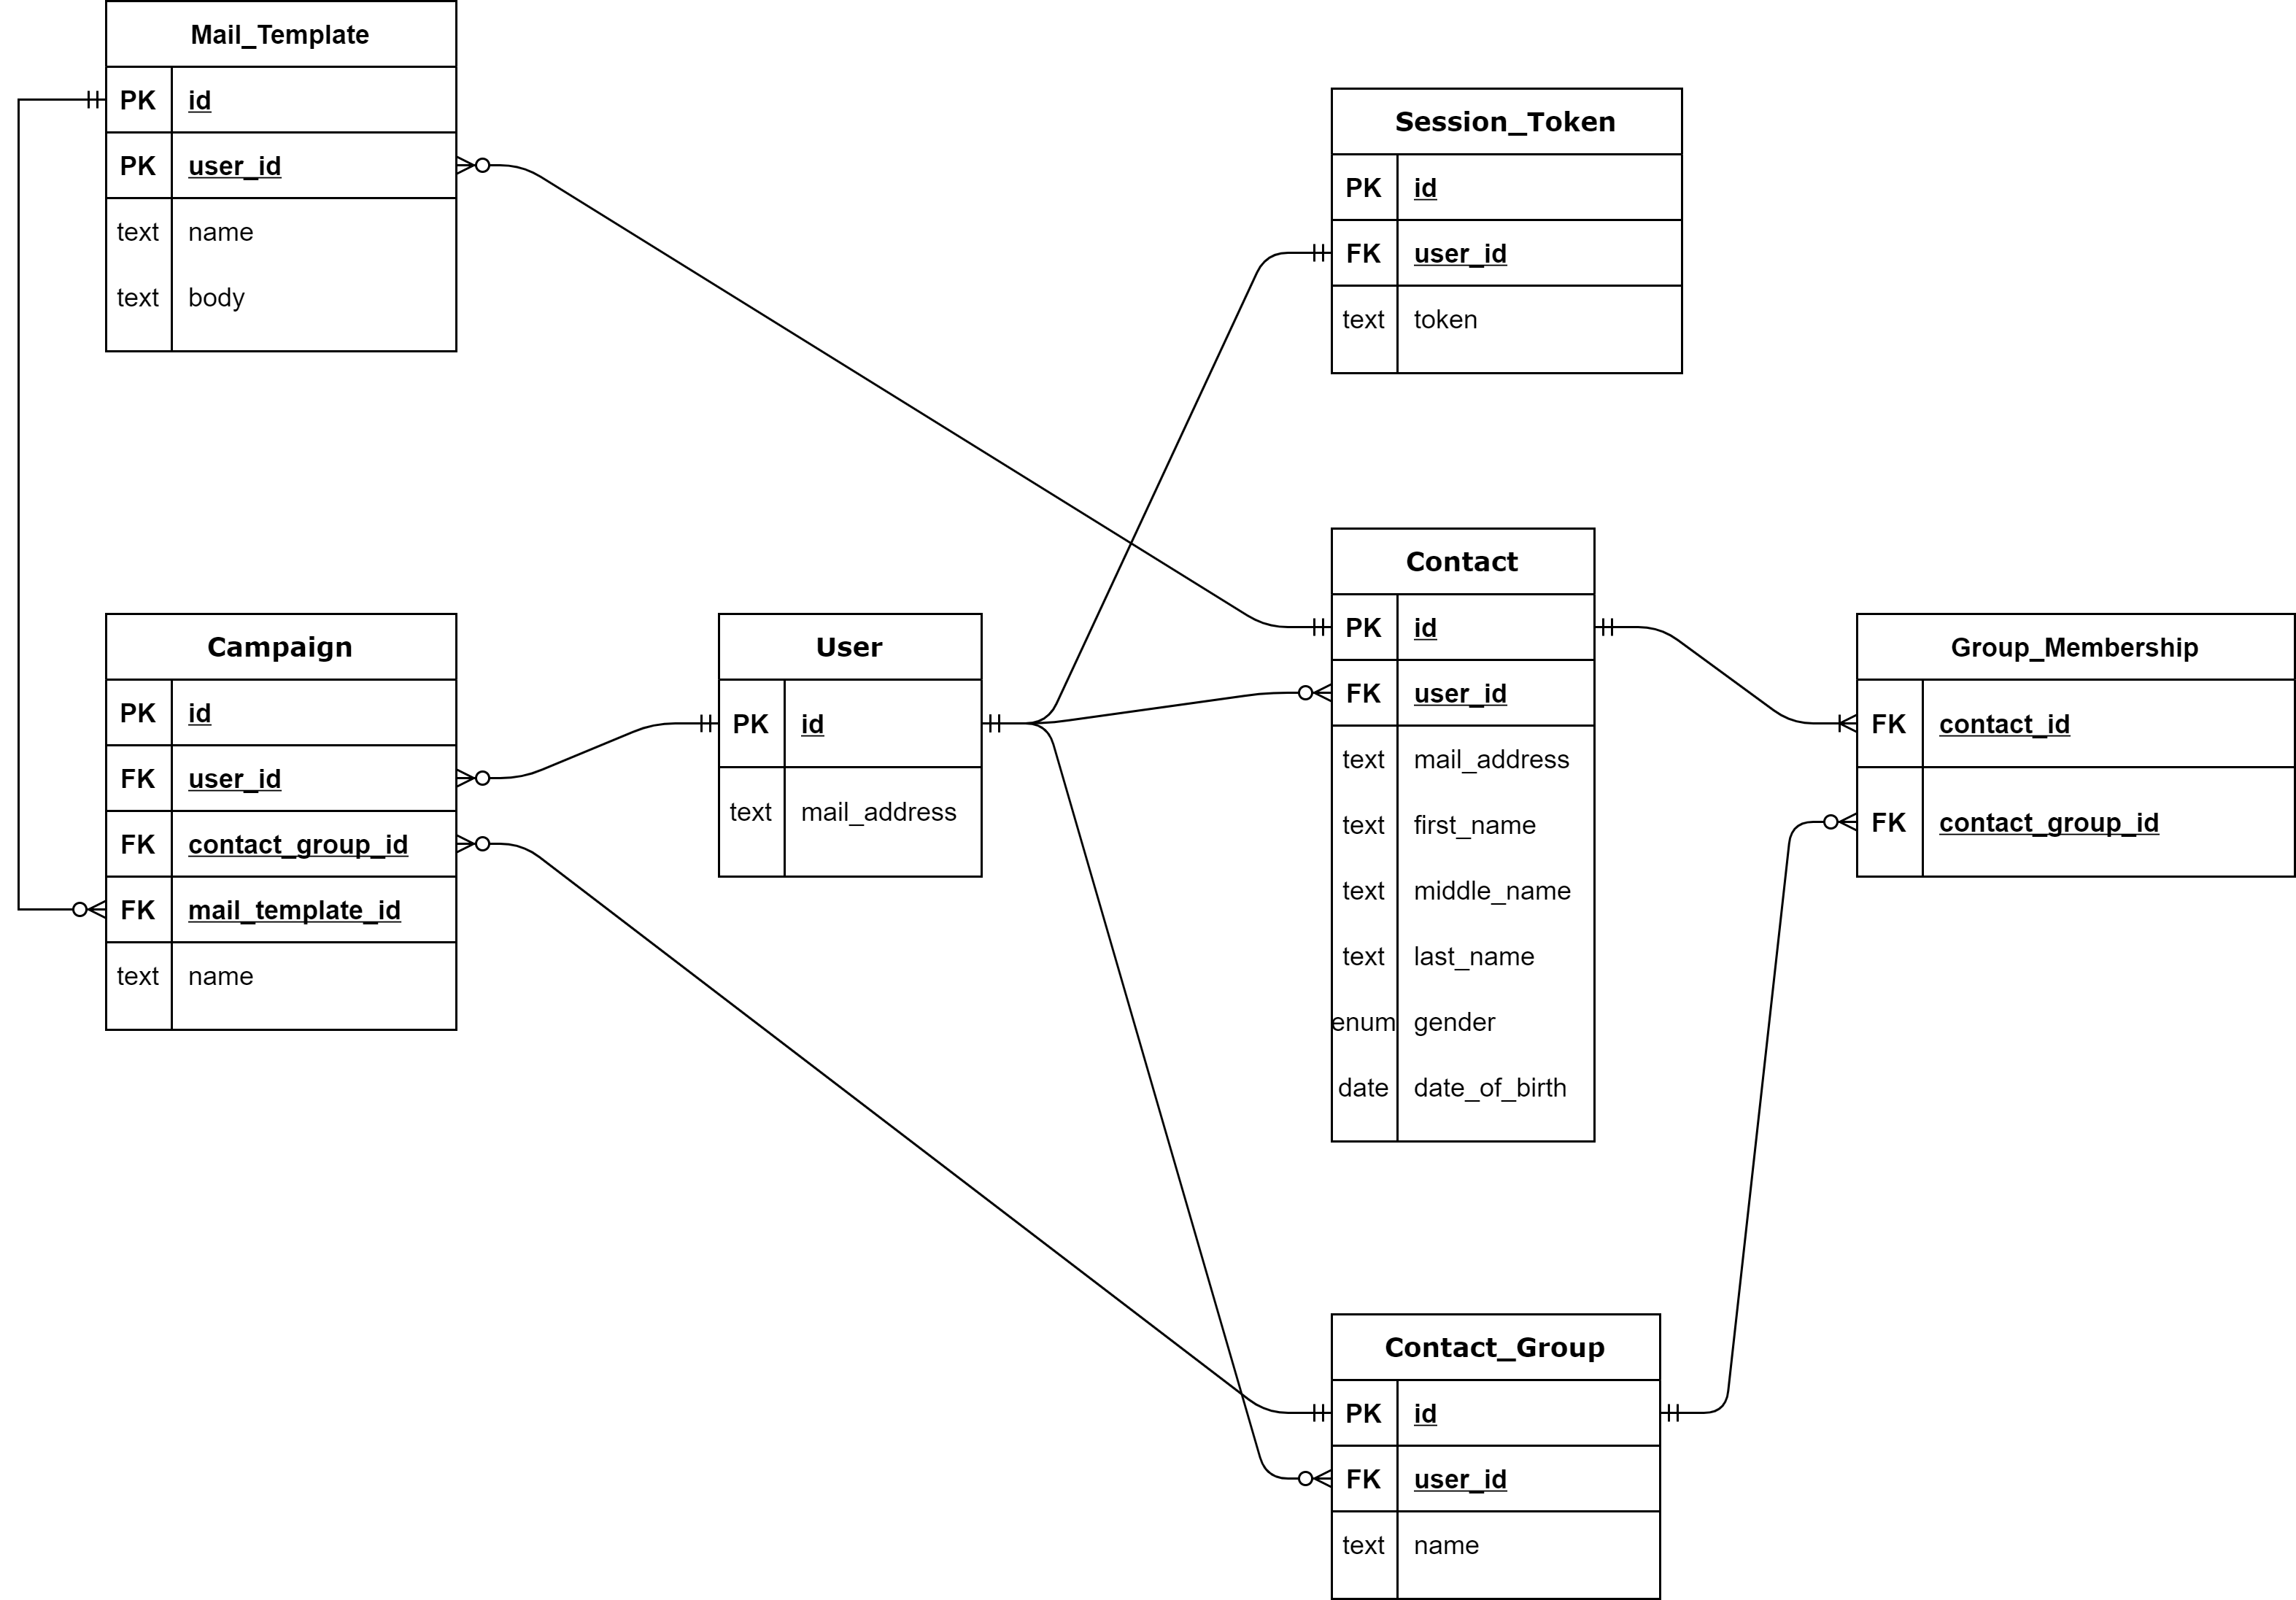 Mail_Template
PK id
PK user_id
text name
text body
Session_Token
PK id
FK user_id
text token
Campaign
PK id
FK user_id
FK contact_group_id
FK mail_template_id
text name
User
PK id
text mail_address
Contact
PK id
FK user_id
text mail_address
text first_name
text middle_name
text last_name
enum gender
date date_of_birth
Group_Membership
FK contact_id
FK contact_group_id
Contact_Group
PK id
FK user_id
text name